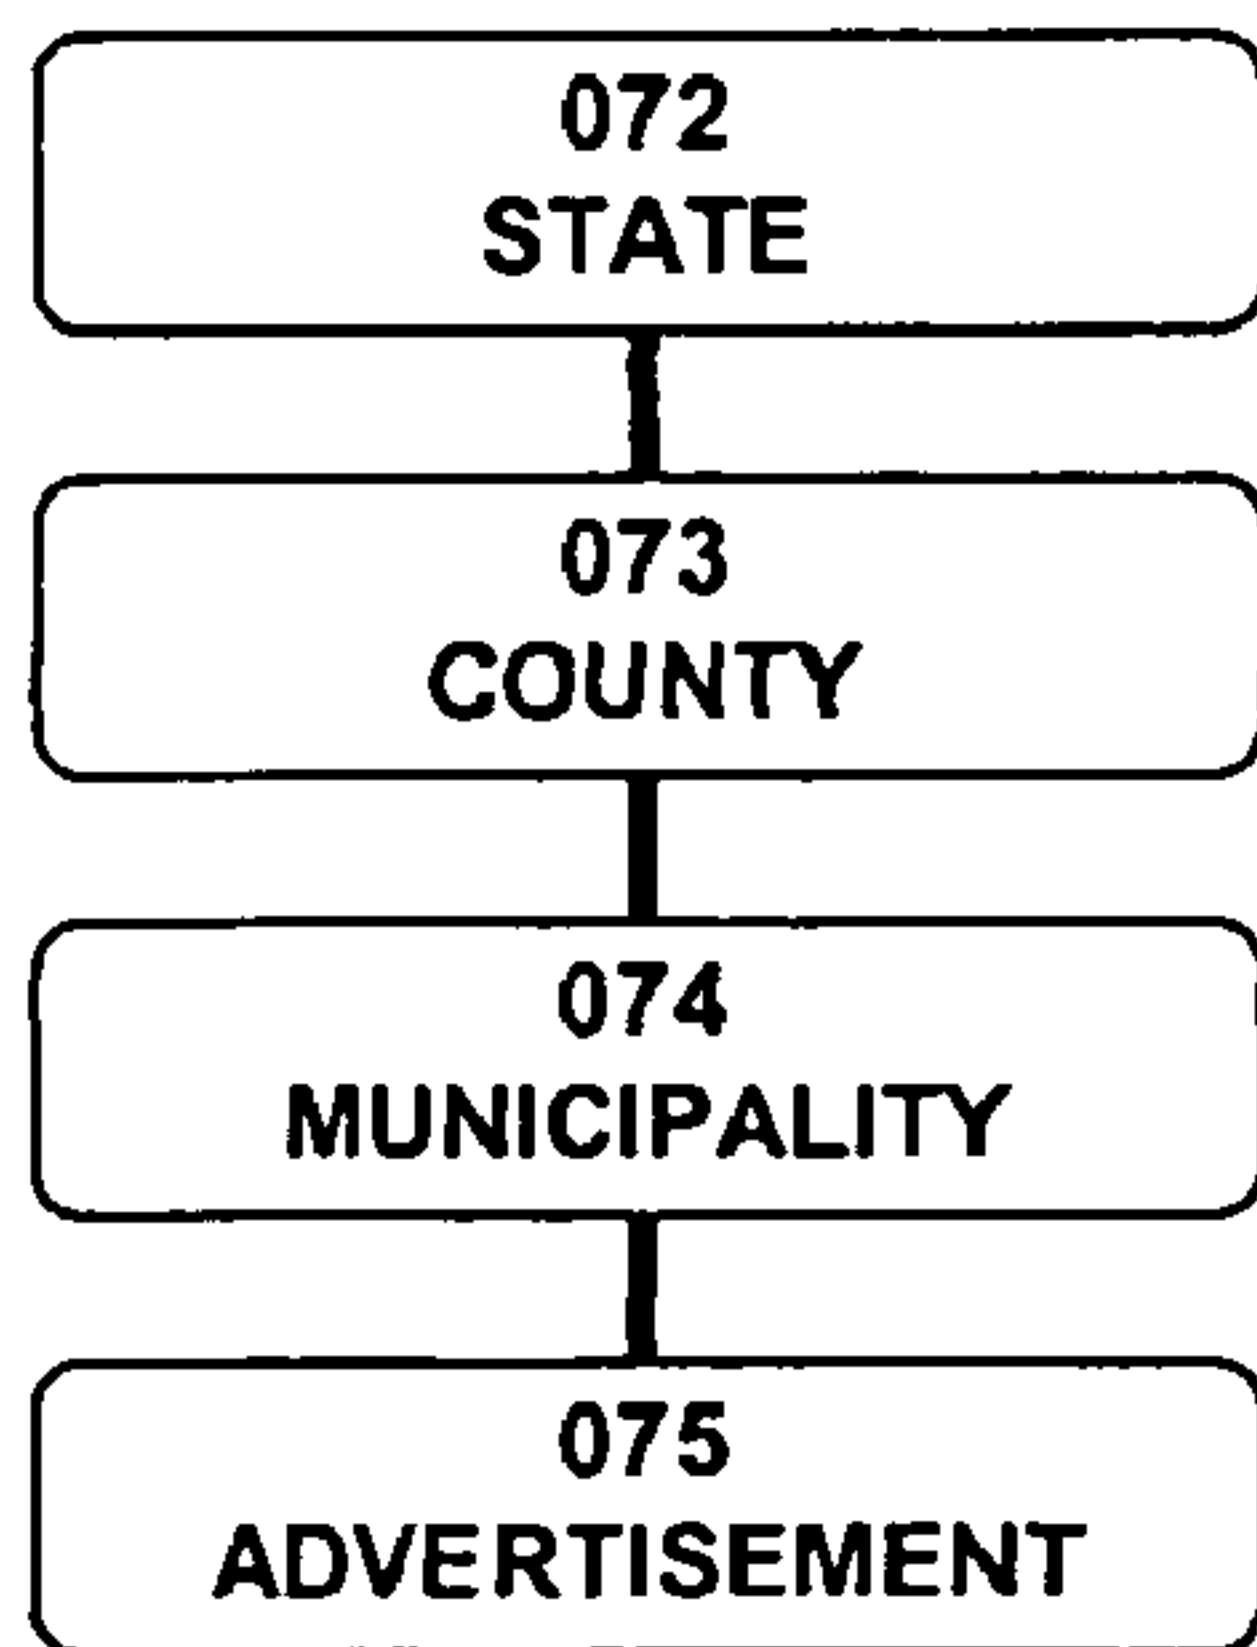 072
STATE
073
COUNTY
074
MUNICIPALITY
075
ADVERTISEMENT